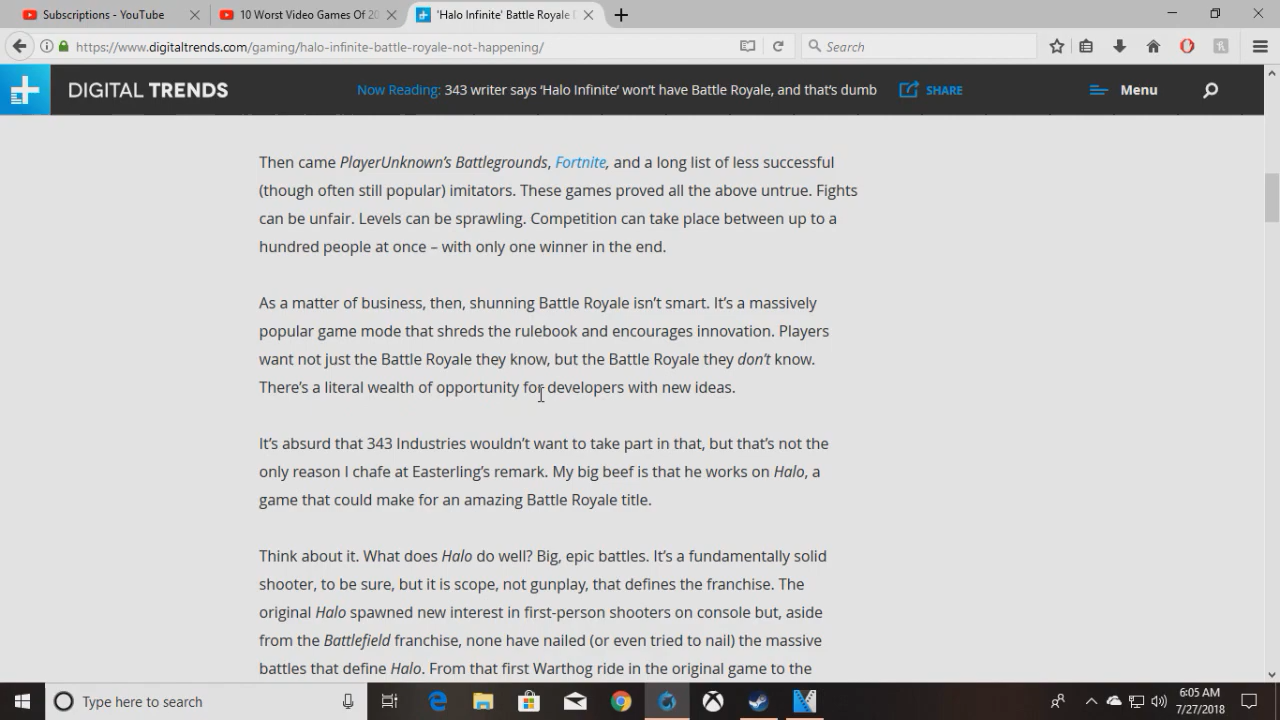 Subscriptions - YouTube
10 Worst Video Games Of 20
'Halo Infinite' Battle Royale
https://www.digitaltrends.com/gaming/halo-infinite-battle-royale-not-happening/
Search
DIGITAL TRENDS
Now Reading: 343 writer says ‘Halo Infinite’ won’t have Battle Royale, and that’s dumb
SHARE
Menu
Then came PlayerUnknown’s Battlegrounds, Fortnite, and a long list of less successful
(though often still popular) imitators. These games proved all the above untrue. Fights
can be unfair. Levels can be sprawling. Competition can take place between up to a
hundred people at once – with only one winner in the end.
As a matter of business, then, shunning Battle Royale isn’t smart. It’s a massively
popular game mode that shreds the rulebook and encourages innovation. Players
want not just the Battle Royale they know, but the Battle Royale they don’t know.
There’s a literal wealth of opportunity for developers with new ideas.
It’s absurd that 343 Industries wouldn’t want to take part in that, but that’s not the
only reason I chafe at Easterling’s remark. My big beef is that he works on Halo, a
game that could make for an amazing Battle Royale title.
Think about it. What does Halo do well? Big, epic battles. It’s a fundamentally solid
shooter, to be sure, but it is scope, not gunplay, that defines the franchise. The
original Halo spawned new interest in first-person shooters on console but, aside
from the Battlefield franchise, none have nailed (or even tried to nail) the massive
battles that define Halo. From that first Warthog ride in the original game to the
Type here to search
6:05 AM
7/27/2018